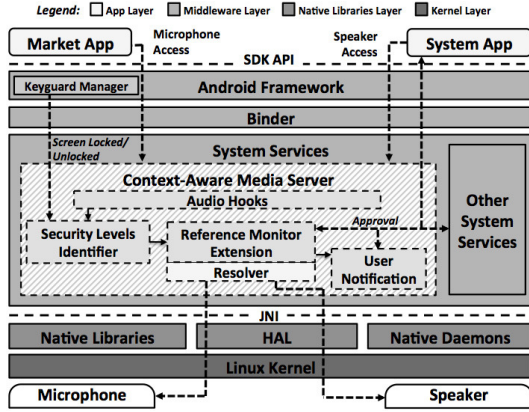 Legend: App Layer Middleware Layer Native Libraries Layer Kernel Layer
Market App
Microphone
Access
Speaker
Access
System App
SDK API
Keyguard Manager
Android Framework
Binder
Screen Locked/
Unlocked
System Services
Context-Aware Media Server
Audio Hooks
Security Levels
Identifier
Reference Monitor
Extension
Resolver
Approval
User
Notification
Other
System
Services
JNI
Native Libraries
HAL
Native Daemons
Linux Kernel
Microphone
Speaker